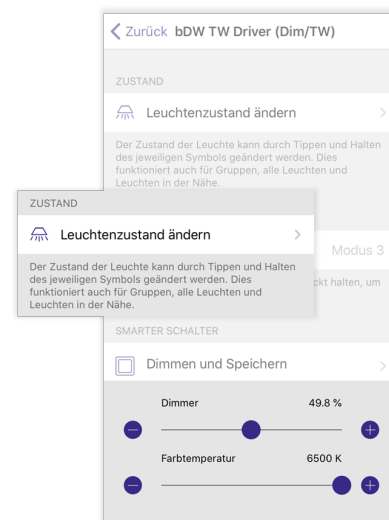 Zurück bDW TW Driver (Dim/TW)
ZUSTAND
Leuchtenzustand ändern
Der Zustand der Leuchte kann durch Tippen und Halten
des jeweiligen Symbols geändert werden. Dies
funktioniert auch für Gruppen, alle Leuchten und
Leuchten in der Nähe.
ZUSTAND
Leuchtenzustand ändern
Der Zustand der Leuchte kann durch Tippen und Halten
des jeweiligen Symbols geändert werden. Dies
funktioniert auch für Gruppen, alle Leuchten und
Leuchten in der Nähe.
Modus 3
ckt halten, um
SMARTER SCHALTER
Dimmen und Speichern
Dimmer 49.8 %
Farbtemperatur 6500 K